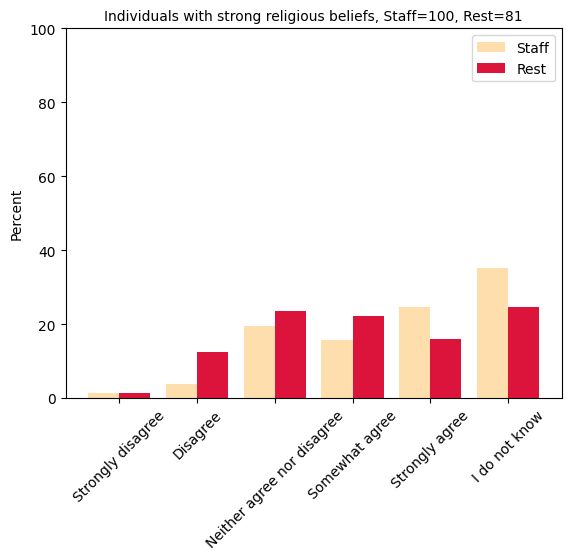 Individuals with strong religious beliefs, Staff=100, Rest=81
100
80
60
40
20
0
Percent
Staff
Rest
Strongly disagree
Disagree
Neither agree nor disagree
Somewhat agree
Strongly agree
I do not know